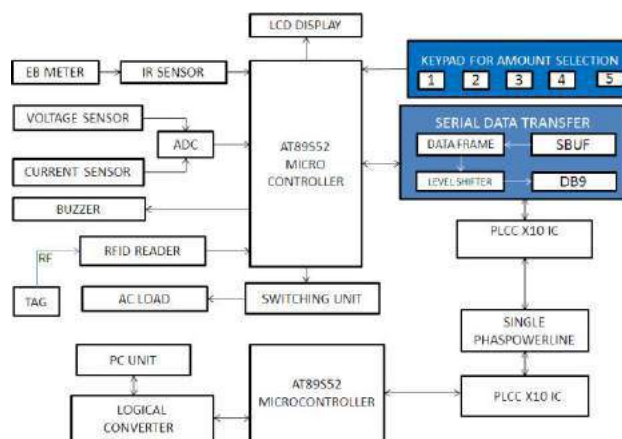 LCD DISPLAY
EB METER
IR SENSOR
KEYPAD FOR AMOUNT SELECTION
1 2 3 4 5
VOLTAGE SENSOR
ADC
CURRENT SENSOR
AT89S52
MICRO
CONTROLLER
SERIAL DATA TRANSFER
DATA FRAME
SBUF
LEVEL SHIFTER
DB9
BUZZER
RFID READER
RF
TAG
AC LOAD
SWITCHING UNIT
PLCC X10 IC
SINGLE
PHASPOWERLINE
PLCC X10 IC
PC UNIT
LOGICAL
CONVERTER
AT89S52
MICROCONTROLLER